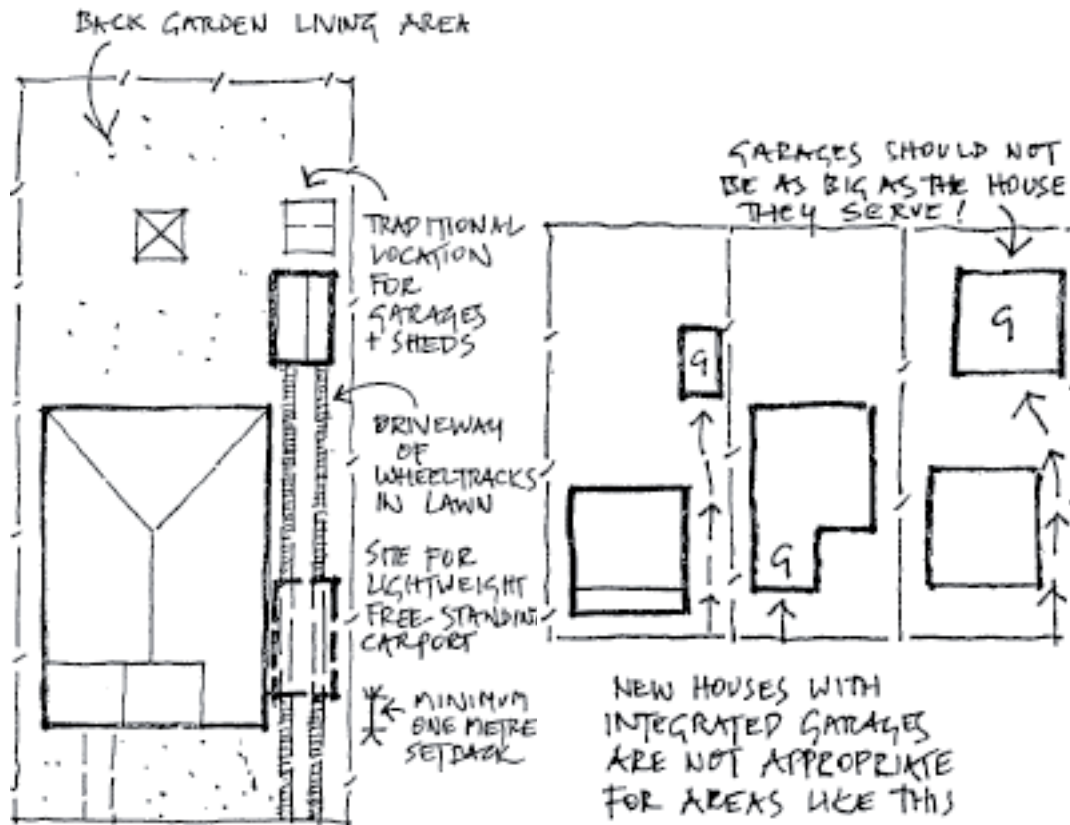 BACK GARDEN LIVING AREA
TRADITIONAL
LOCATION
FOR
GARAGES
+ SHEDS
DRIVEWAY
OF
WHEELTRACKS
IN LAWN
SITE FOR
LIGHTWEIGHT
FREE-STANDING
CARPORT
MINIMUM
ONE METRE
SETBACK
GARAGES SHOULD NOT
BE AS BIG AS THE HOUSE
THEY SERVE!
G
G
G
NEW HOUSES WITH
INTEGRATED GARAGES
ARE NOT APPROPRIATE
FOR AREAS LIKE THIS